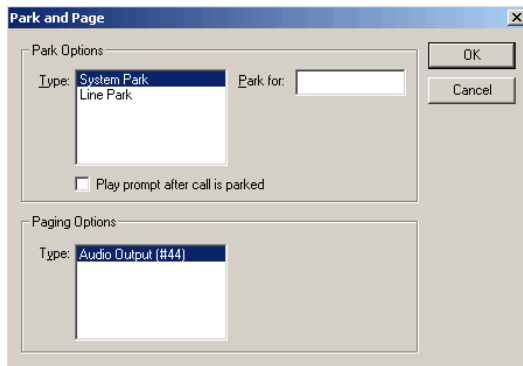 Park and Page
Park Options
Type: System Park
Line Park
Park for:
Play prompt after call is parked
OK
Cancel
Paging Options
Type: Audio Output (#44)